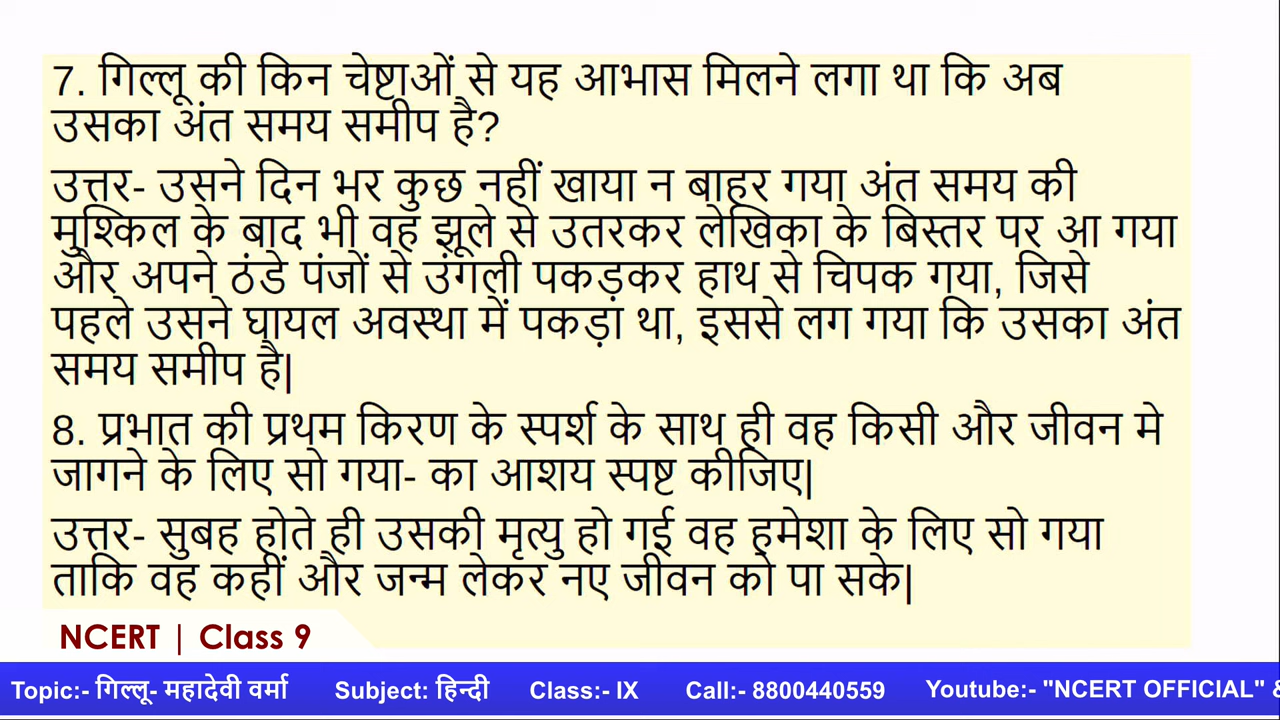 7. गिल्लू की किन चेष्टाओं से यह आभास मिलने लगा था कि अब
उसका अंत समय समीप है?
उत्तर- उसने दिन भर कुछ नहीं खाया न बाहर गया अंत समय की
मुश्किल के बाद भी वह झूले से उतरकर लेखिका के बिस्तर पर आ गया
और अपने ठंडे पंजों से उंगली पकड़कर हाथ से चिपक गया, जिसे
पहले उसने घायल अवस्था में पकड़ा था, इससे लग गया कि उसका अंत
समय समीप है|
8. प्रभात की प्रथम किरण के स्पर्श के साथ ही वह किसी और जीवन मे
जागने के लिए सो गया- का आशय स्पष्ट कीजिए|
उत्तर- सुबह होते ही उसकी मृत्यु हो गई वह हमेशा के लिए सो गया
ताकि वह कहीं और जन्म लेकर नए जीवन को पा सके|
NCERT | Class 9
Topic:- गिल्लू- महादेवी वर्मा Subject: हिन्दी Class:- IX Call:- 8800440559 Youtube:- "NCERT OFFICIAL" &